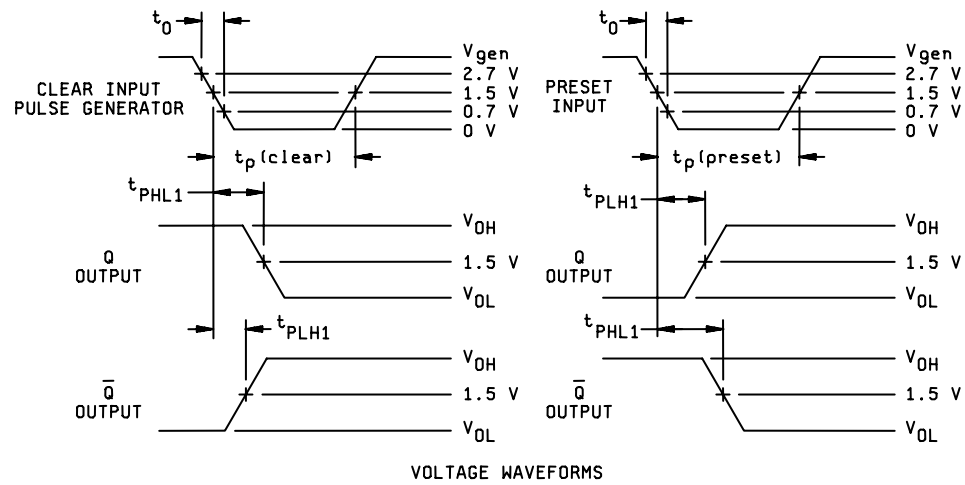 t0
CLEAR INPUT
PULSE GENERATOR
Vgen
2.7 V
1.5 V
0.7 V
0 V
tp(clear)
tPHL1
Q
OUTPUT
VOH
1.5 V
VOL
tPLH1
Q̅
OUTPUT
VOH
1.5 V
VOL
t0
PRESET
INPUT
Vgen
2.7 V
1.5 V
0.7 V
0 V
tp(preset)
tPLH1
Q
OUTPUT
VOH
1.5 V
VOL
tPHL1
Q̅
OUTPUT
VOH
1.5 V
VOL
VOLTAGE WAVEFORMS